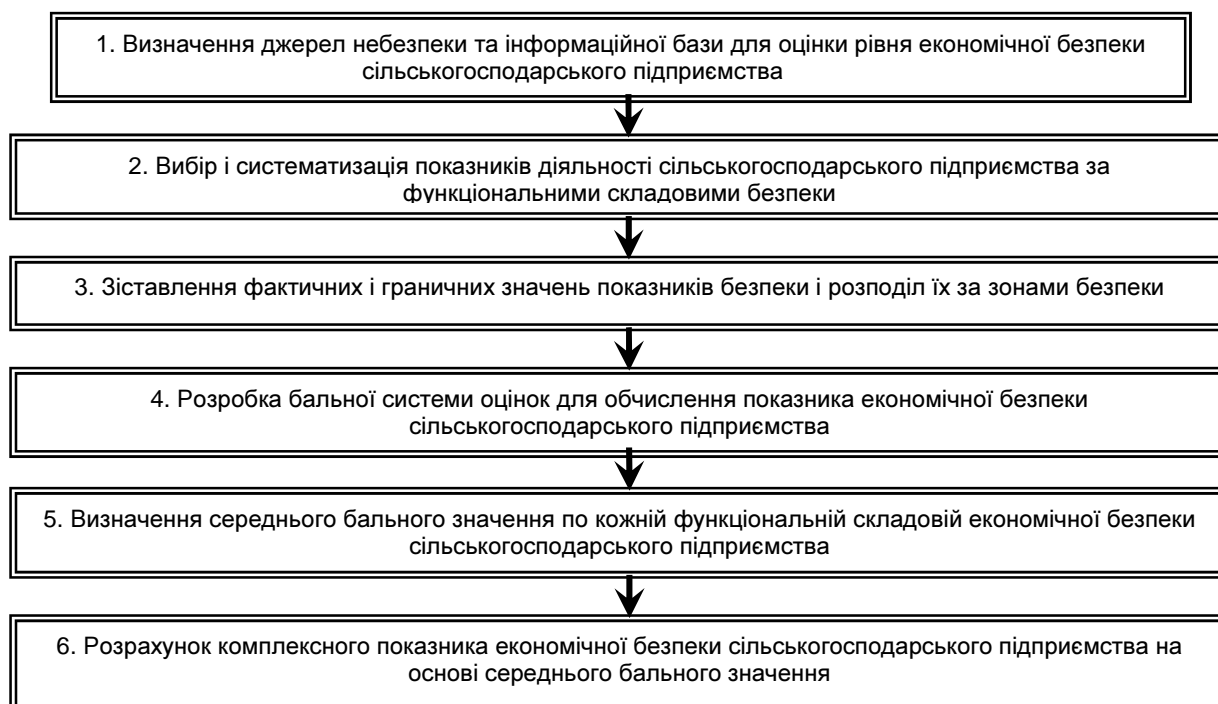 1. Визначення джерел небезпеки та інформаційної бази для оцінки рівня економічної безпеки
сільськогосподарського підприємства
2. Вибір і систематизація показників діяльності сільськогосподарського підприємства за
функціональними складовими безпеки
3. Зіставлення фактичних і граничних значень показників безпеки і розподіл їх за зонами безпеки
4. Розробка бальної системи оцінок для обчислення показника економічної безпеки
сільськогосподарського підприємства
5. Визначення середнього бального значення по кожній функціональній складовій економічної безпеки
сільськогосподарського підприємства
6. Розрахунок комплексного показника економічної безпеки сільськогосподарського підприємства на
основі середнього бального значення